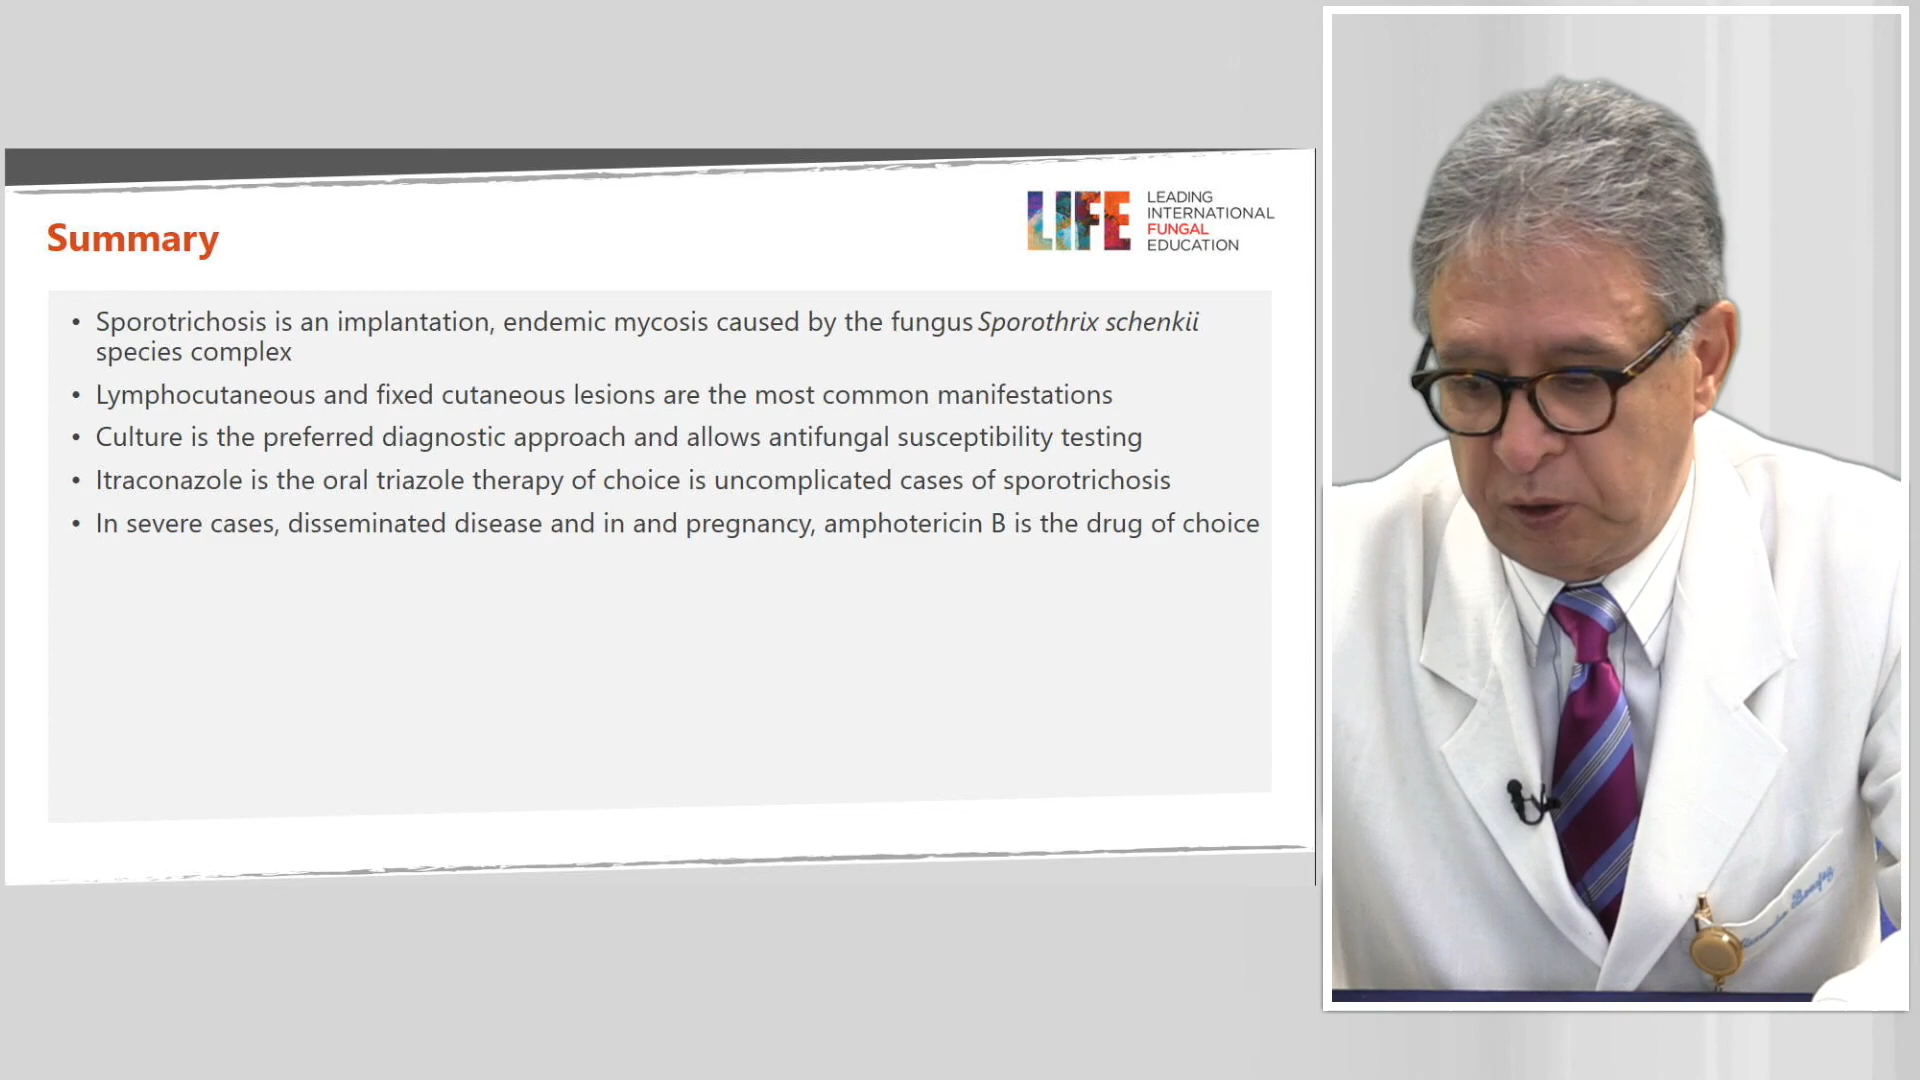 Summary
LIFE
LEADING
INTERNATIONAL
FUNGAL
EDUCATION
• Sporotrichosis is an implantation, endemic mycosis caused by the fungus Sporothrix schenkii
species complex
• Lymphocutaneous and fixed cutaneous lesions are the most common manifestations
• Culture is the preferred diagnostic approach and allows antifungal susceptibility testing
• Itraconazole is the oral triazole therapy of choice is uncomplicated cases of sporotrichosis
• In severe cases, disseminated disease and in and pregnancy, amphotericin B is the drug of choice